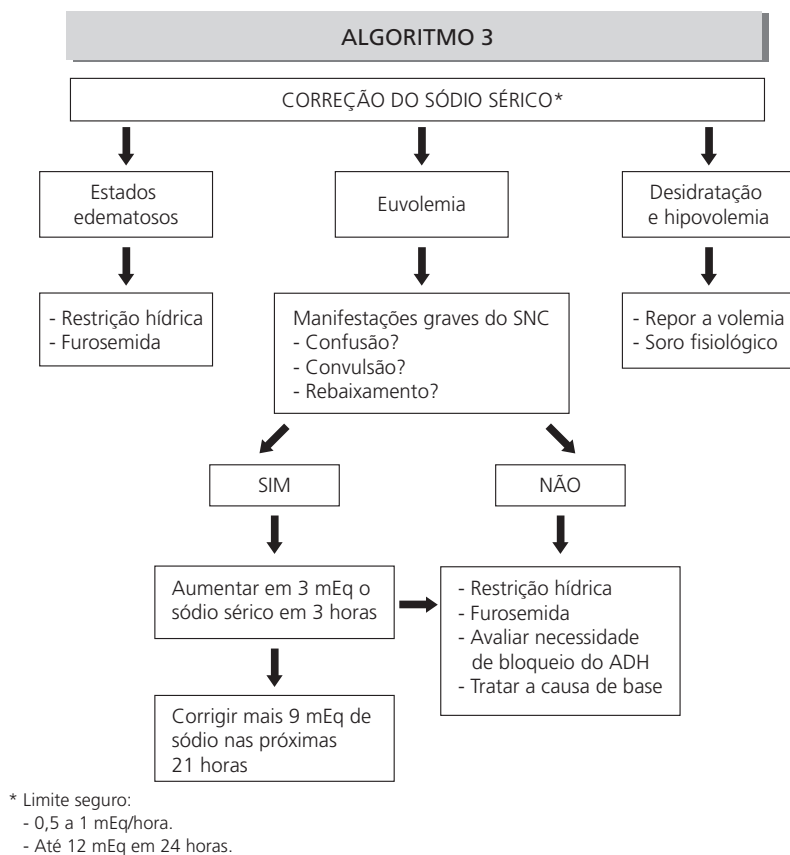 ALGORITMO 3
CORREÇÃO DO SÓDIO SÉRICO*
Estados
edematosos
Euvolemia
Desidratação
e hipovolemia
- Restrição hídrica
- Furosemida
Manifestações graves do SNC
- Confusão?
- Convulsão?
- Rebaixamento?
- Repor a volemia
- Soro fisiológico
SIM
NÃO
Aumentar em 3 mEq o
sódio sérico em 3 horas
- Restrição hídrica
- Furosemida
- Avaliar necessidade
de bloqueio do ADH
- Tratar a causa de base
Corrigir mais 9 mEq de
sódio nas próximas
21 horas
* Limite seguro:
- 0,5 a 1 mEq/hora.
- Até 12 mEq em 24 horas.